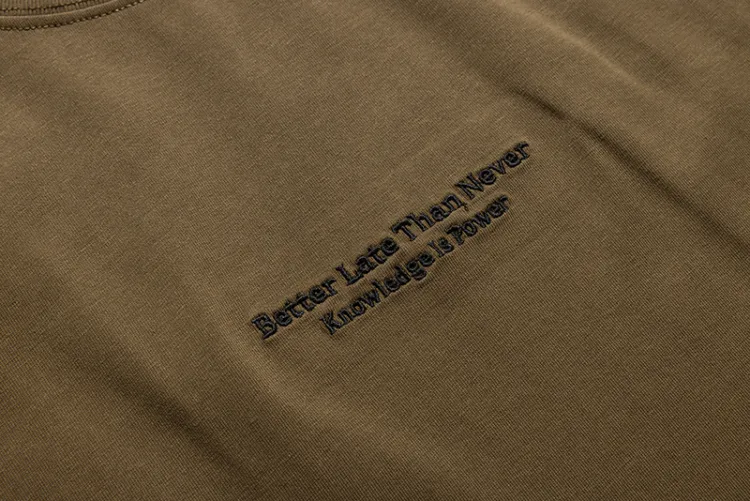 Better Late Than Never
Knowledge Is Power